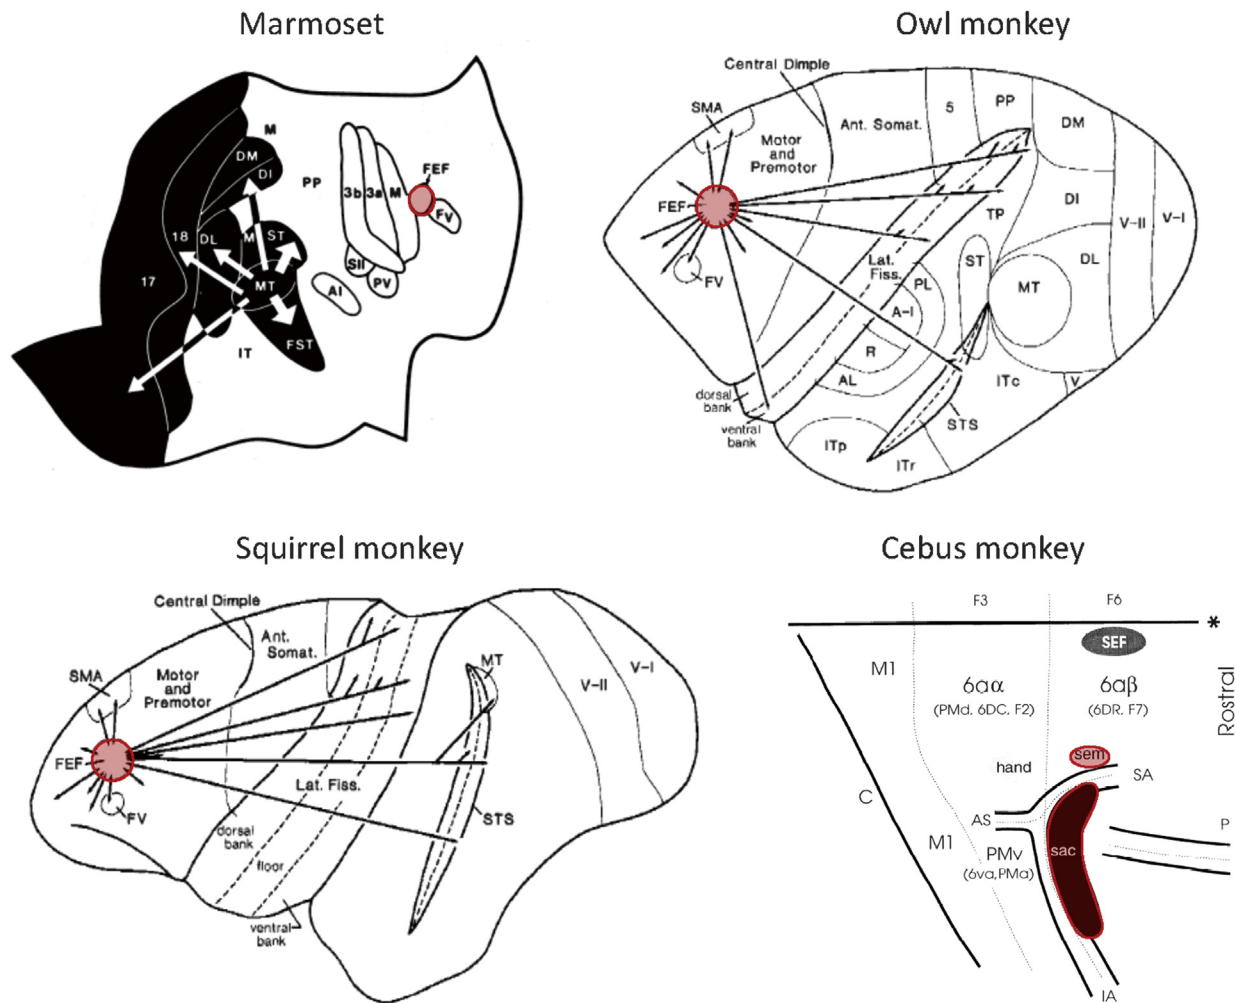 Marmoset
M
DM
DI
PP
3b
3a
M
FEF
FV
18
DL
M
ST
17
MT
SII
PV
AI
IT
FST
Owl monkey
Central Dimple
SMA
Ant. Somat.
5
PP
DM
Motor
and
Premotor
FEF
TP
DI
V-II
V-I
FV
Lat.
Fiss.
ST
DL
PL
MT
A-I
R
AL
ITc
V
dorsal
bank
ventral
bank
STS
ITp
ITr
Squirrel monkey
Central Dimple
Ant.
Somat.
SMA
Motor
and
Premotor
MT
V-II
V-I
FEF
Lat. Fiss.
FV
STS
dorsal
bank
floor
ventral
bank
Cebus monkey
F3
F6
*
SEF
M1
6aα
6aβ
(PMd. 6DC, F2)
(6DR, F7)
Rostral
hand
sem
SA
C
AS
P
M1
PMv
sac
(6va,PMa)
IA